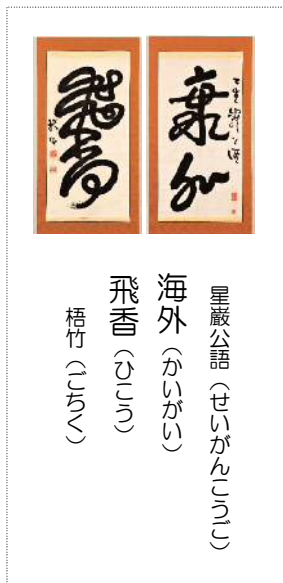 星巌公語（せいがんこうご）
海外（かいがい）
飛香（ひこう）
梧竹（ごちく）